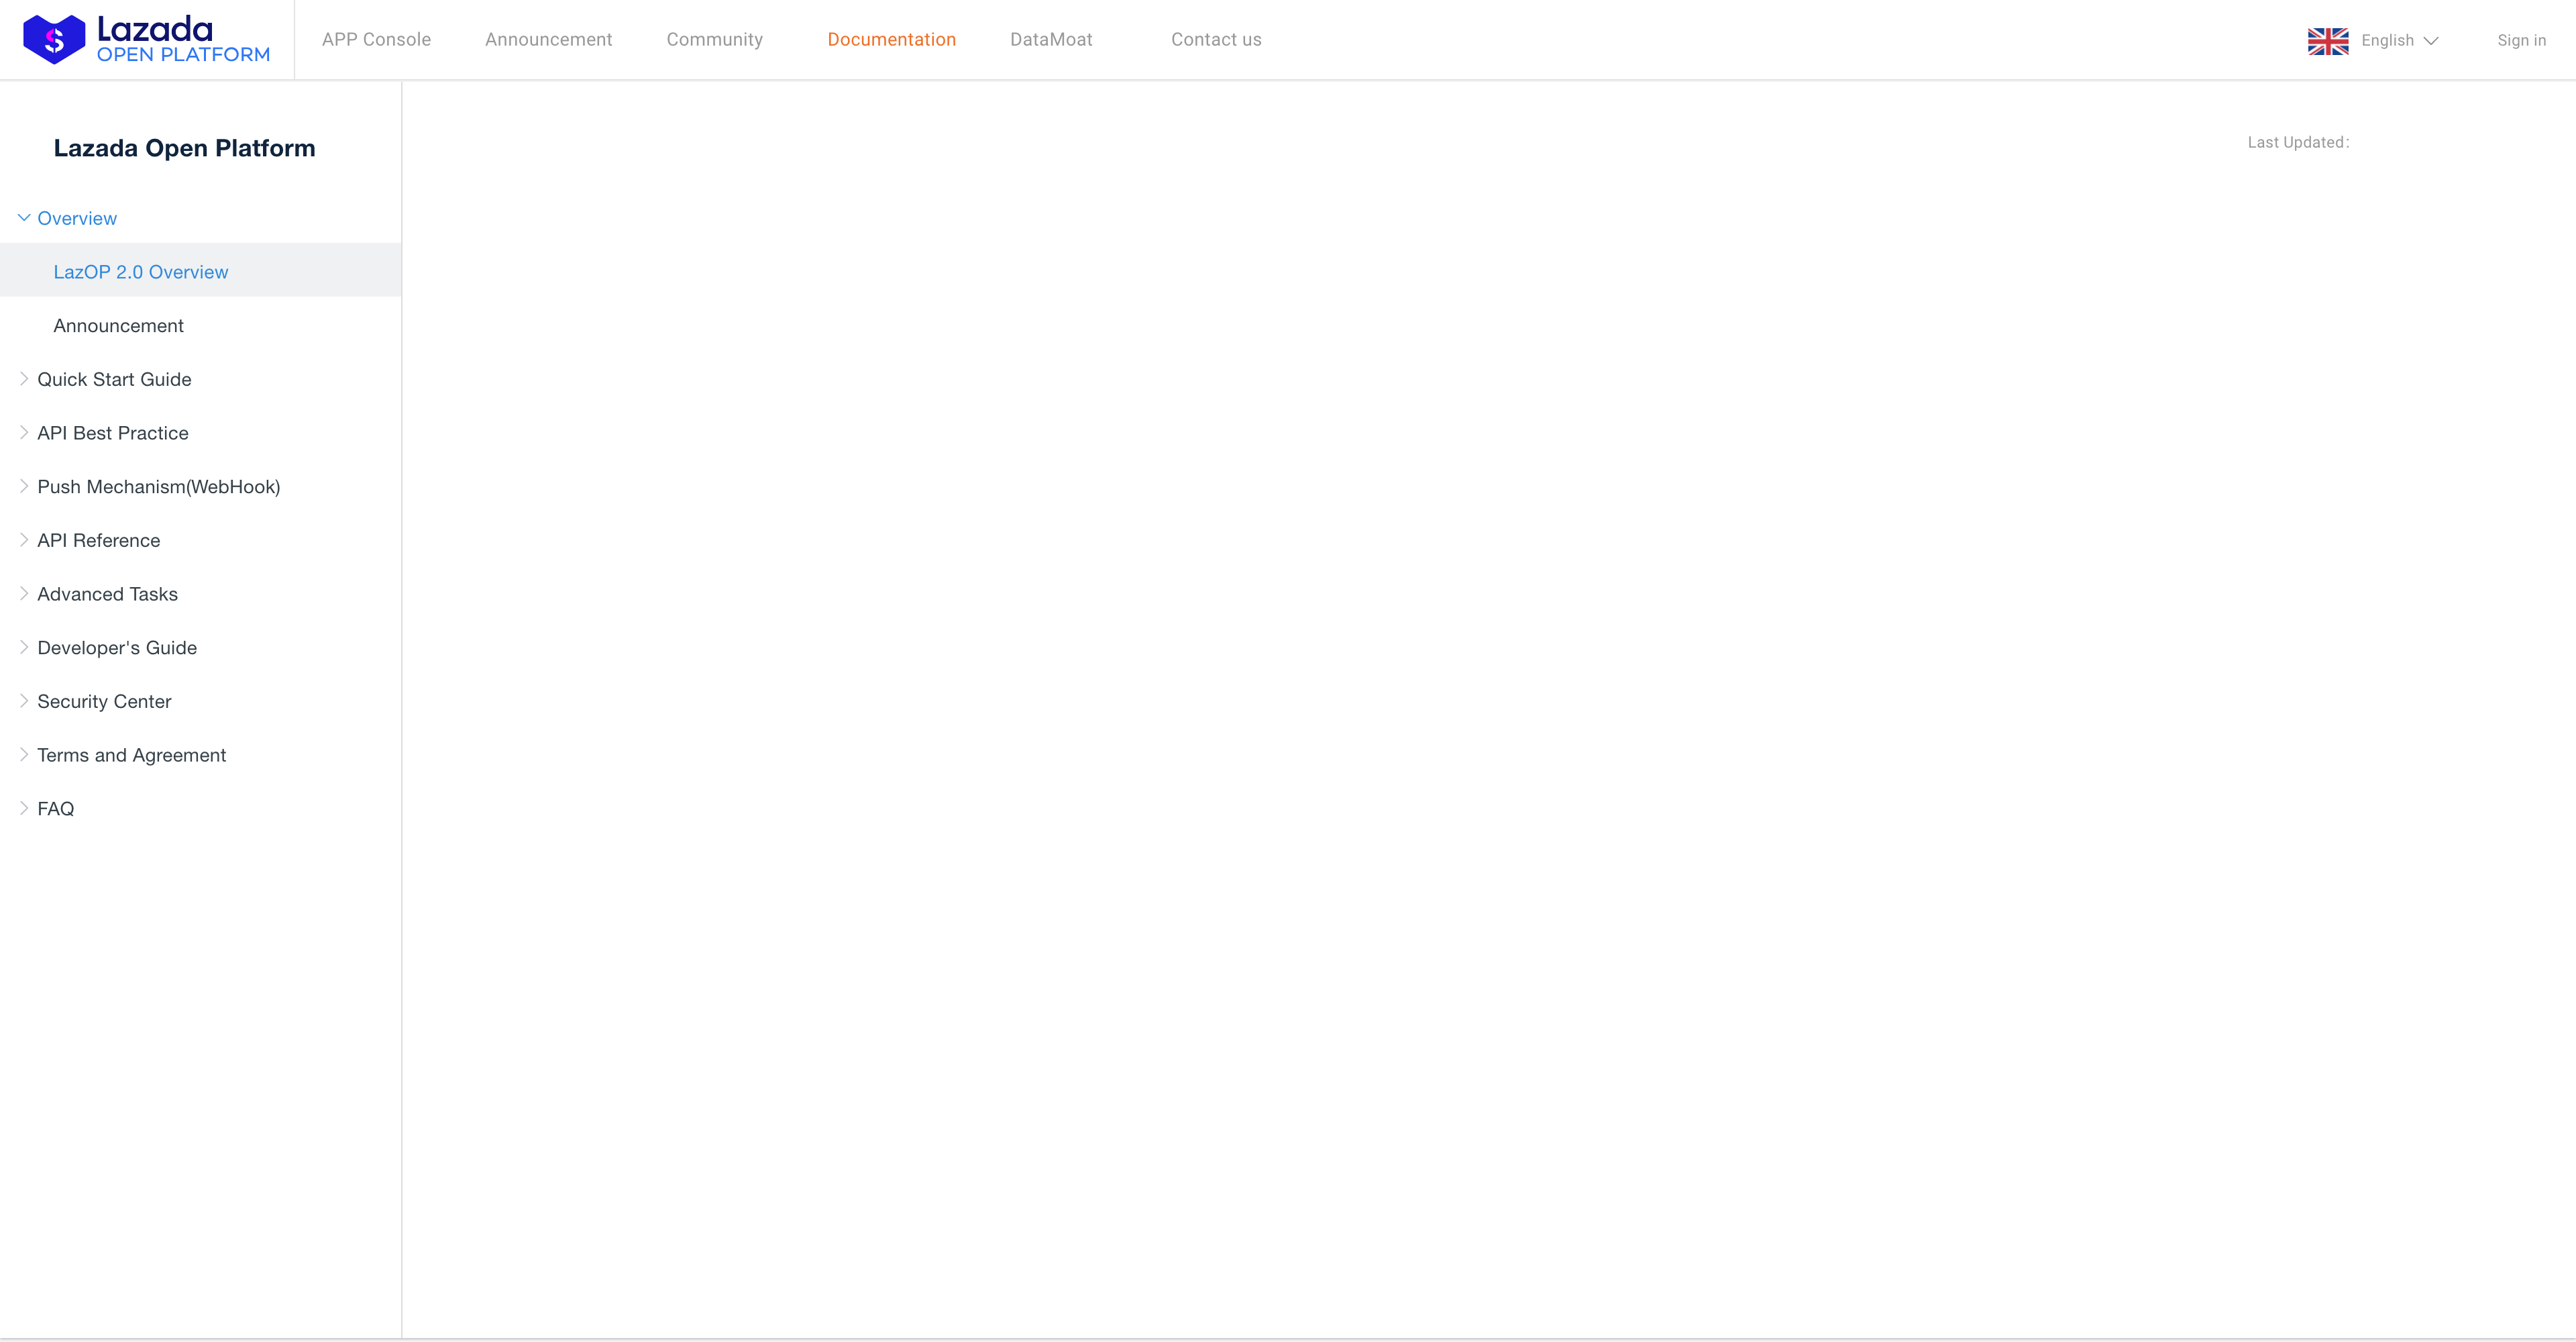 Lazada
OPEN PLATFORM
APP Console
Announcement
Community
Documentation
DataMoat
Contact us
English
Sign in
Lazada Open Platform
Last Updated:
Overview
LazOP 2.0 Overview
Announcement
Quick Start Guide
API Best Practice
Push Mechanism(WebHook)
API Reference
Advanced Tasks
Developer's Guide
Security Center
Terms and Agreement
FAQ